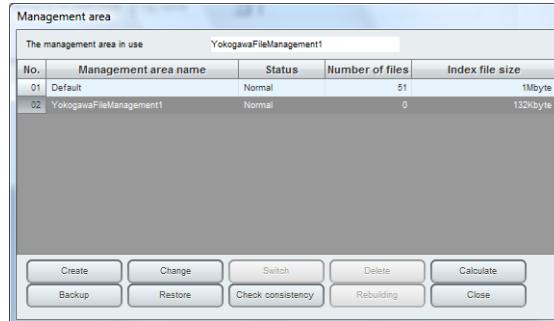 Management area
The management area in use YokogawaFileManagement1
No. Management area name Status Number of files Index file size
01 Default Normal 51 1Mbyte
02 YokogawaFileManagement1 Normal 0 132Kbyte
Create Change Switch Delete Calculate
Backup Restore Check consistency Rebuilding Close